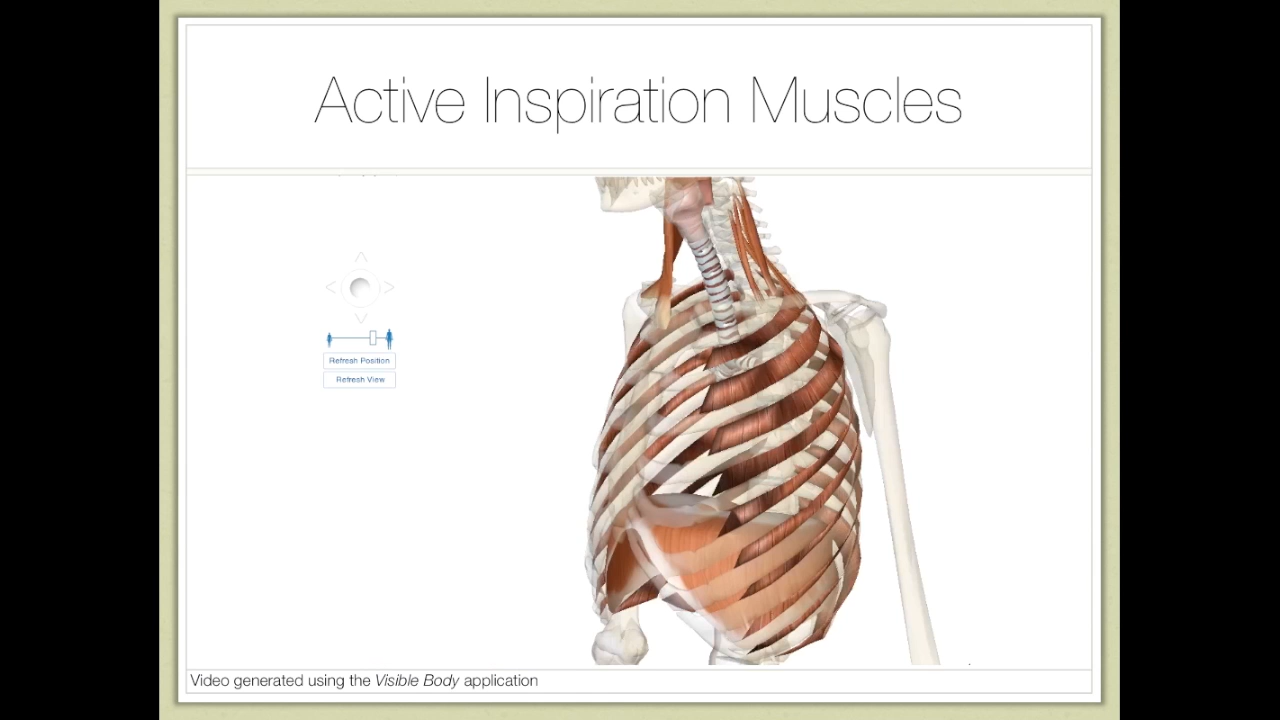 Active Inspiration Muscles
Refresh Position
Refresh View
Video generated using the Visible Body application